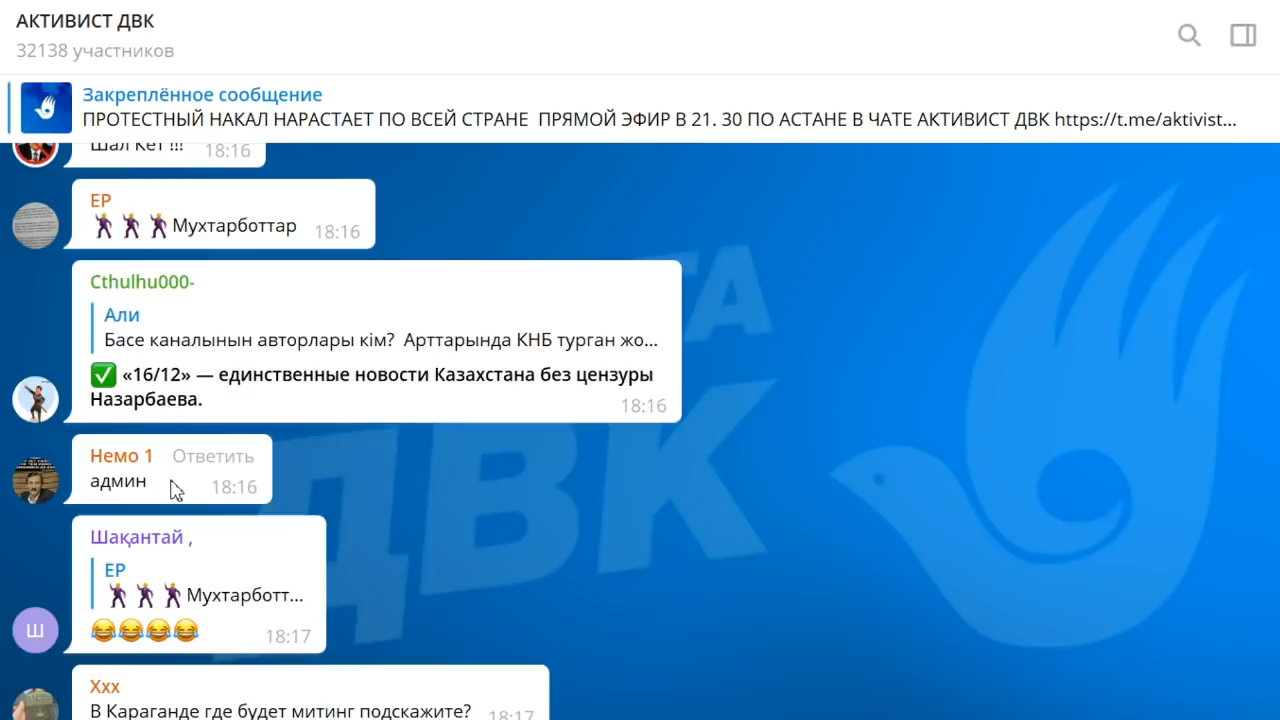 АКТИВИСТ ДВК
32138 участников
Закреплённое сообщение
ПРОТЕСТНЫЙ НАКАЛ НАРАСТАЕТ ПО ВСЕЙ СТРАНЕ ПРЯМОЙ ЭФИР В 21. 30 ПО АСТАНЕ В ЧАТЕ АКТИВИСТ ДВК https://t.me/aktivist...
Шал Кет !!! 18:16
ЕР
Мухтарботтар 18:16
Cthulhu000-
Али
Басе каналынын авторлары кім? Арттарында КНБ турган жо...
«16/12» — единственные новости Казахстана без цензуры
Назарбаева. 18:16
Немо 1 Ответить
админ 18:16
Шақантай ,
ЕР
Мухтарботт...
Ш
18:17
Ххх
В Караганде где будет митинг подскажите? 18:17
ДВК